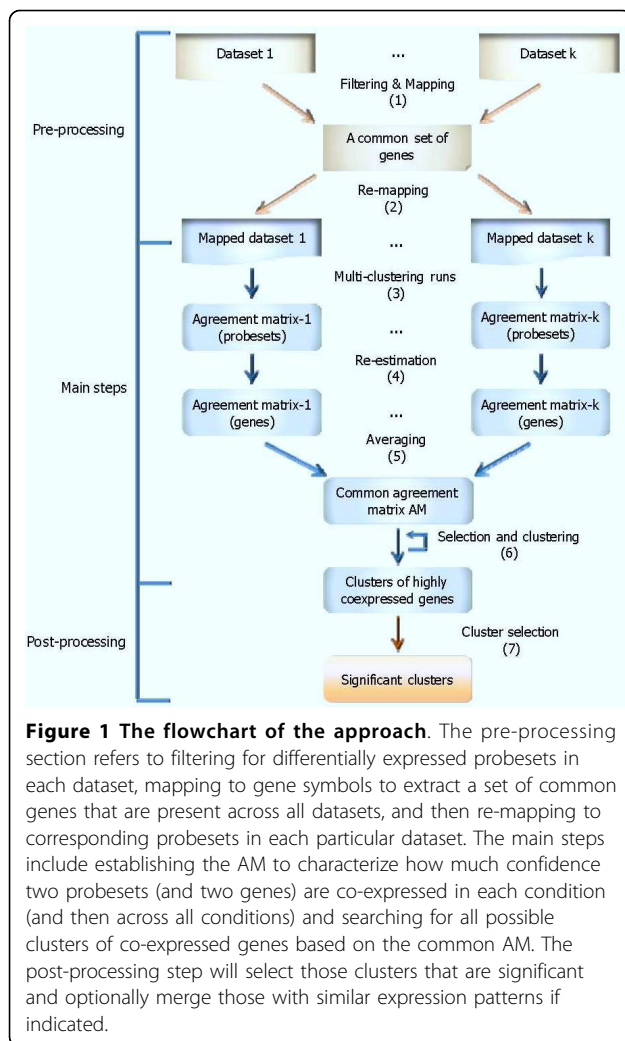 Dataset 1
...
Dataset k
Filtering & Mapping
(1)
Pre-processing
A common set of
genes
Re-mapping
(2)
Mapped dataset 1
...
Mapped dataset k
Multi-clustering runs
(3)
Agreement matrix-1
(probesets)
...
Agreement matrix-k
(probesets)
Re-estimation
(4)
Main steps
Agreement matrix-1
(genes)
...
Agreement matrix-k
(genes)
Averaging
(5)
Common agreement
matrix AM
Selection and clustering
(6)
Clusters of highly
coexpressed genes
Cluster selection
(7)
Post-processing
Significant clusters
Figure 1 The flowchart of the approach. The pre-processing
section refers to filtering for differentially expressed probesets in
each dataset, mapping to gene symbols to extract a set of common
genes that are present across all datasets, and then re-mapping to
corresponding probesets in each particular dataset. The main steps
include establishing the AM to characterize how much confidence
two probesets (and two genes) are co-expressed in each condition
(and then across all conditions) and searching for all possible
clusters of co-expressed genes based on the common AM. The
post-processing step will select those clusters that are significant
and optionally merge those with similar expression patterns if
indicated.